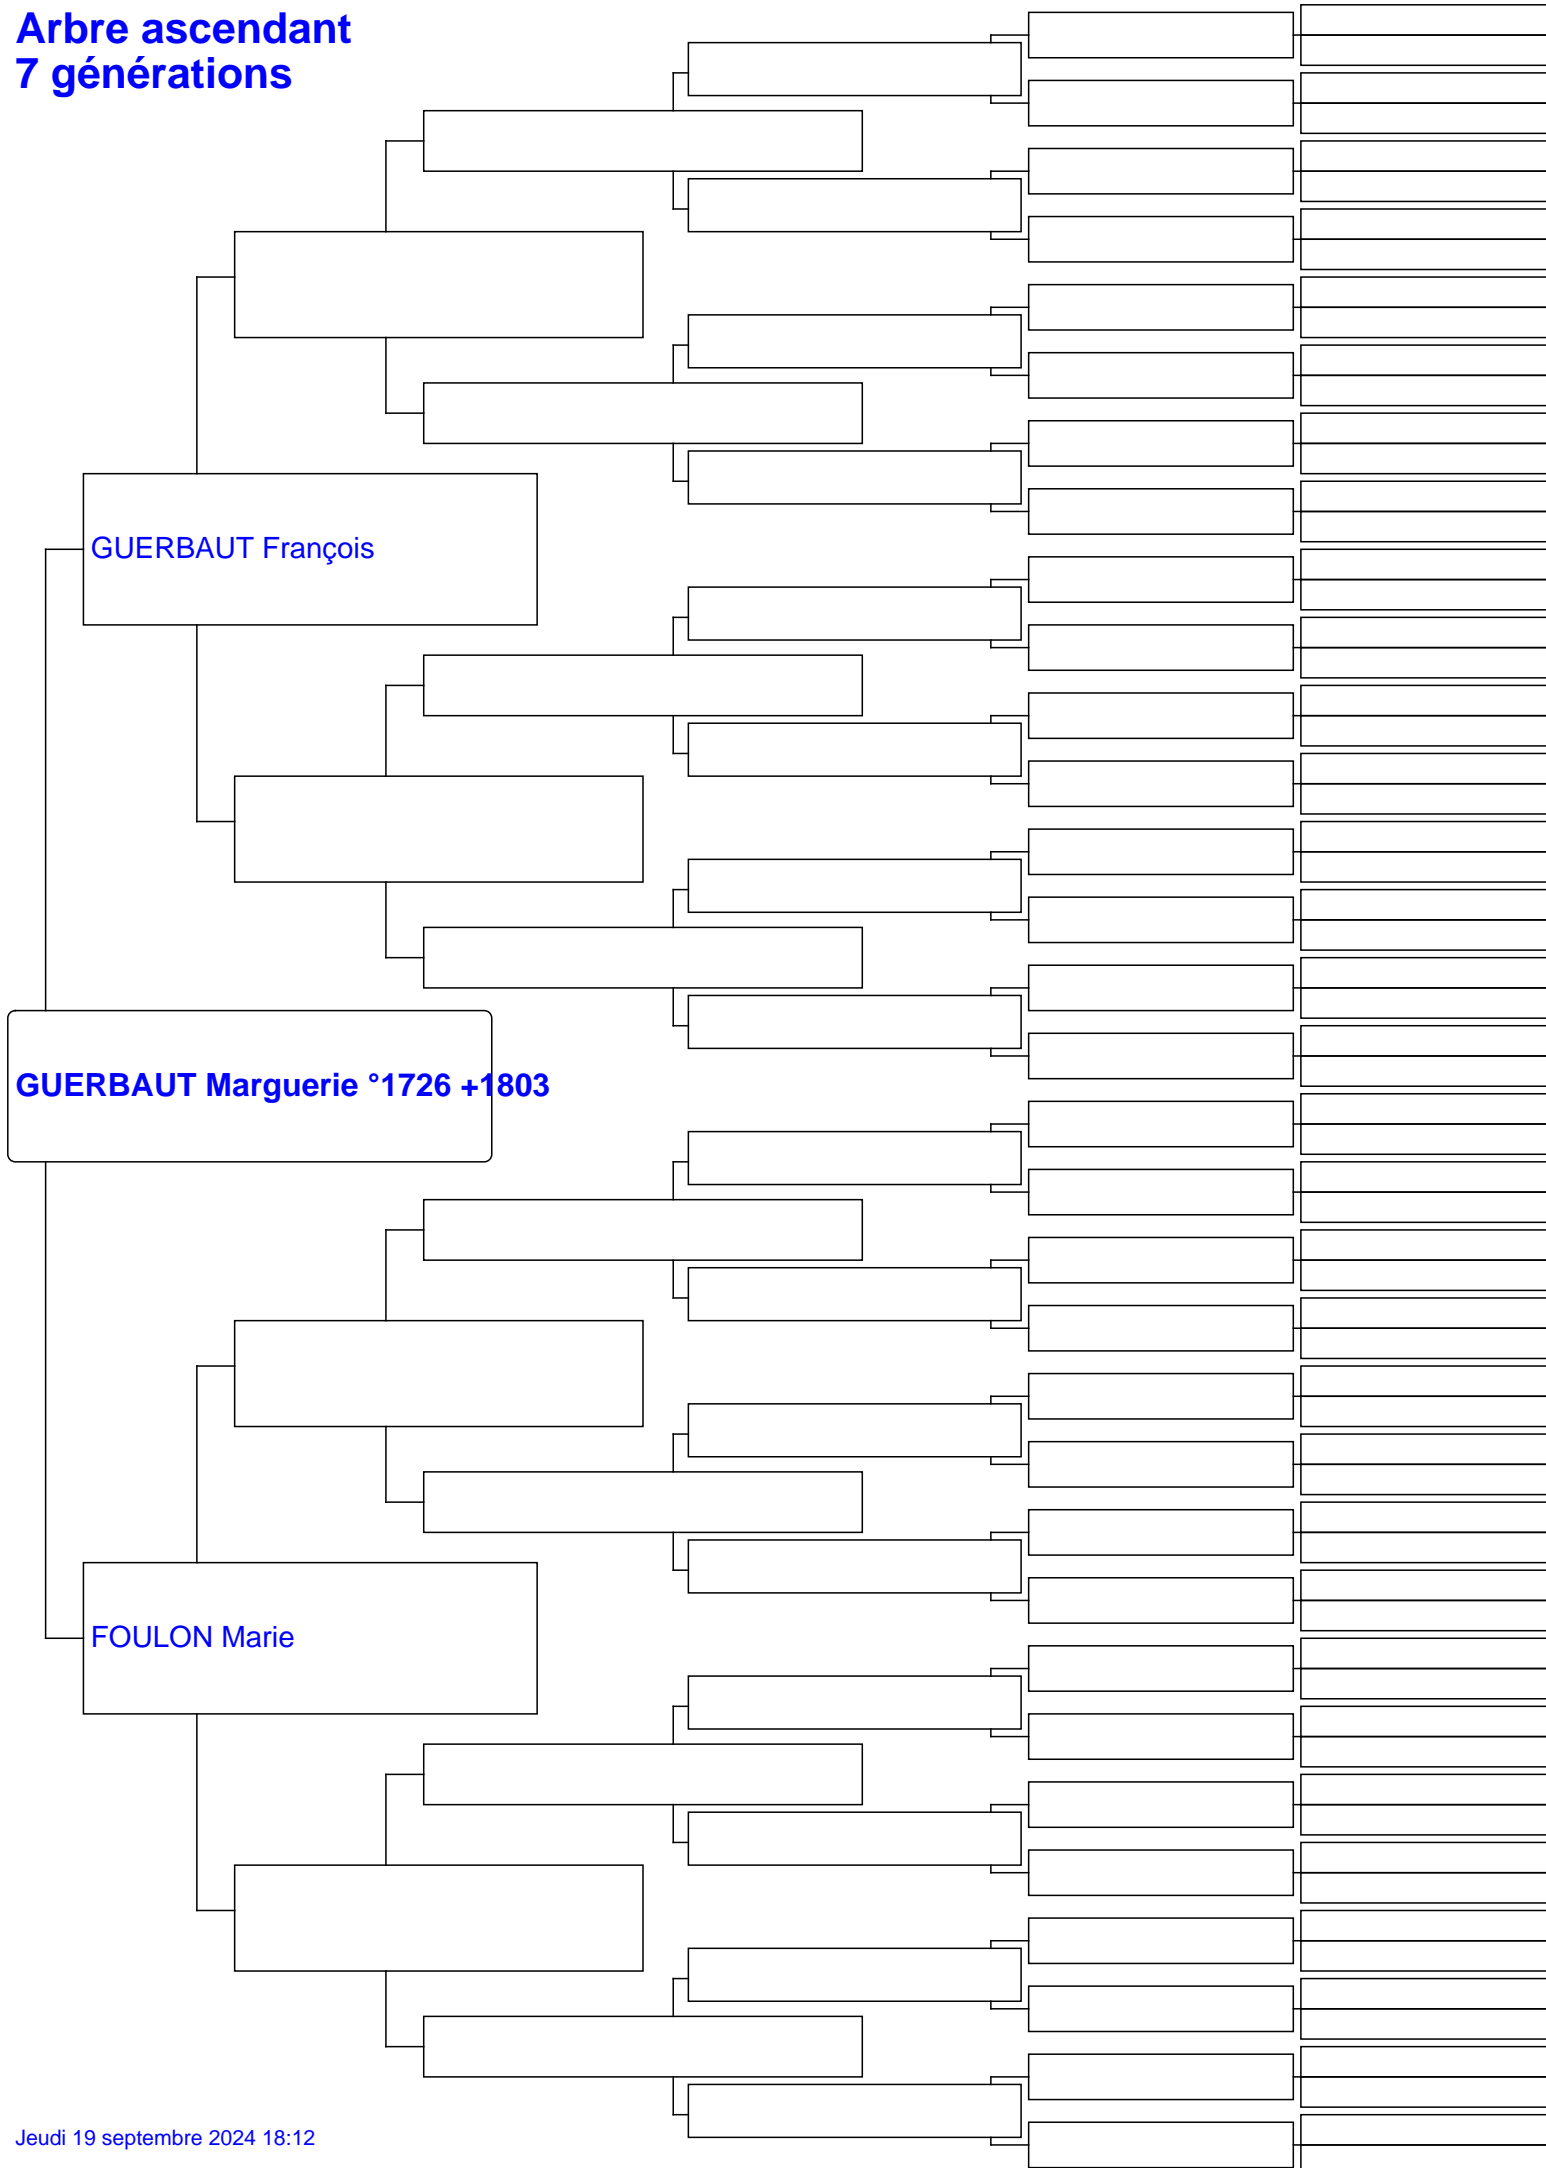 Arbre ascendant
7 générations
GUERBAUT François
GUERBAUT Marguerie °1726 +1803
FOULON Marie
Jeudi 19 septembre 2024 18:12